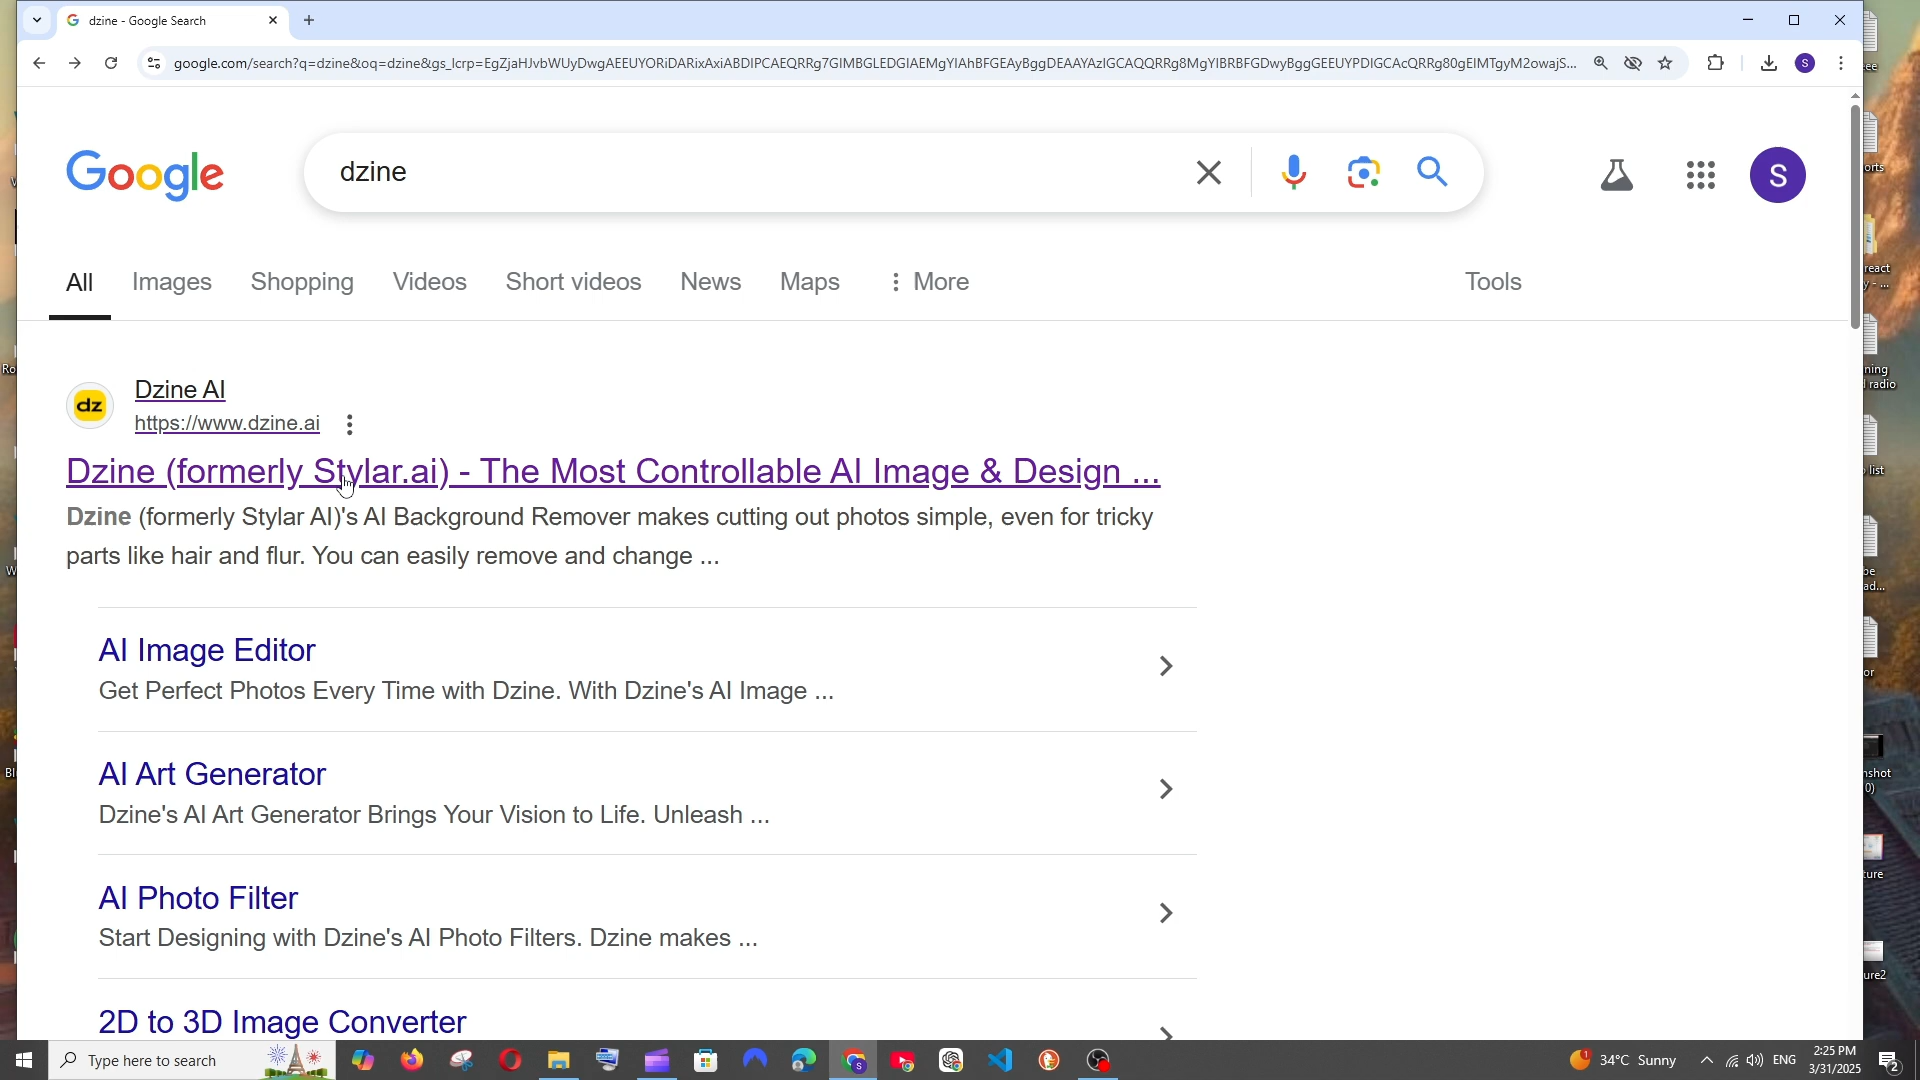 dzine - Google Search
google.com/search?q=dzine&oq=dzine&gs_lcrp=EgZjaHJvbWUyDwgAEEUYORiDARixAxiABDIPCAEQRRg7GIMBGLEDGIAEMgYIAhBFGEAyBggDEAAYAzIGCAQQRRg8MgYIBRBFGDwyBggGEEUYPDIGCAcQRRg80gEIMTgyM2owajS...
Google
dzine
S
All
Images
Shopping
Videos
Short videos
News
Maps
More
Tools
dz
Dzine AI
https://www.dzine.ai
Dzine (formerly Stylar.ai) - The Most Controllable AI Image & Design ...
Dzine (formerly Stylar AI)'s AI Background Remover makes cutting out photos simple, even for tricky
parts like hair and flur. You can easily remove and change ...
AI Image Editor
Get Perfect Photos Every Time with Dzine. With Dzine's AI Image ...
AI Art Generator
Dzine's AI Art Generator Brings Your Vision to Life. Unleash ...
AI Photo Filter
Start Designing with Dzine's AI Photo Filters. Dzine makes ...
2D to 3D Image Converter
Type here to search
34°C Sunny
ENG
2:25 PM
3/31/2025
2